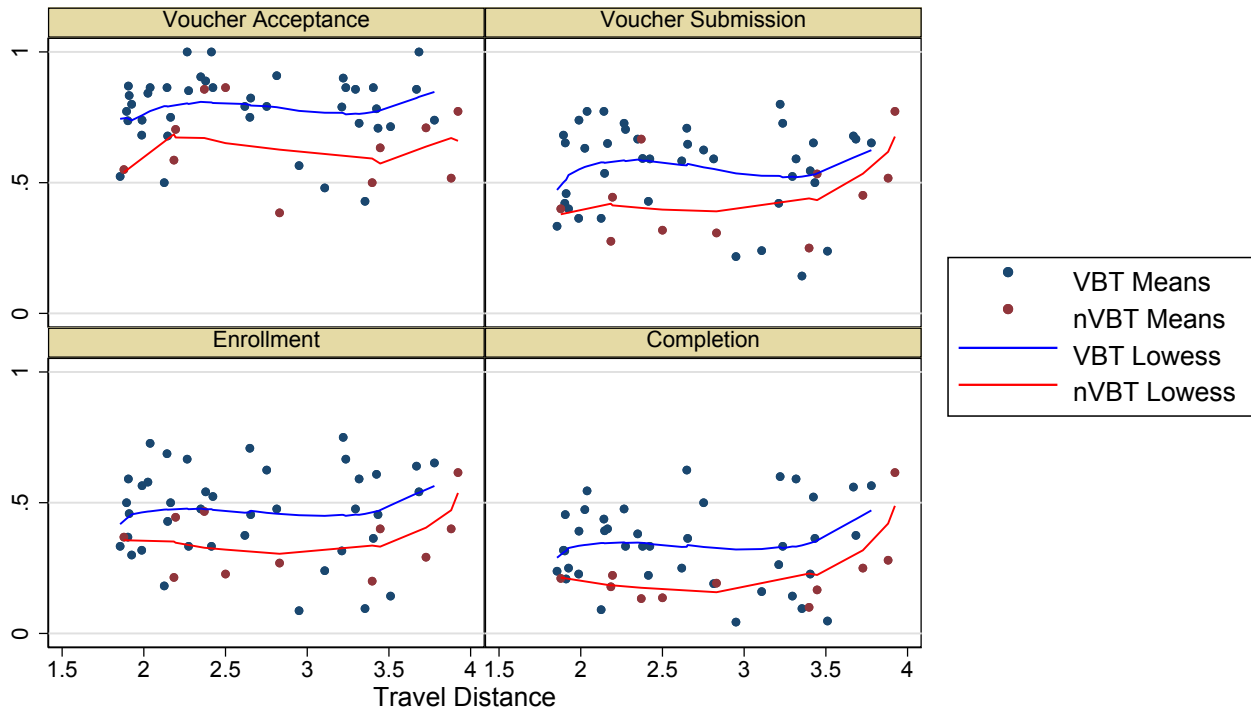 Voucher Acceptance
Voucher Submission
0 .5 1
Enrollment
Completion
0 .5 1
1.5 2 2.5 3 3.5 4
1.5 2 2.5 3 3.5 4
Travel Distance
VBT Means
nVBT Means
VBT Lowess
nVBT Lowess